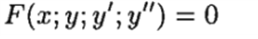 F(x; y; y′; y″) = 0